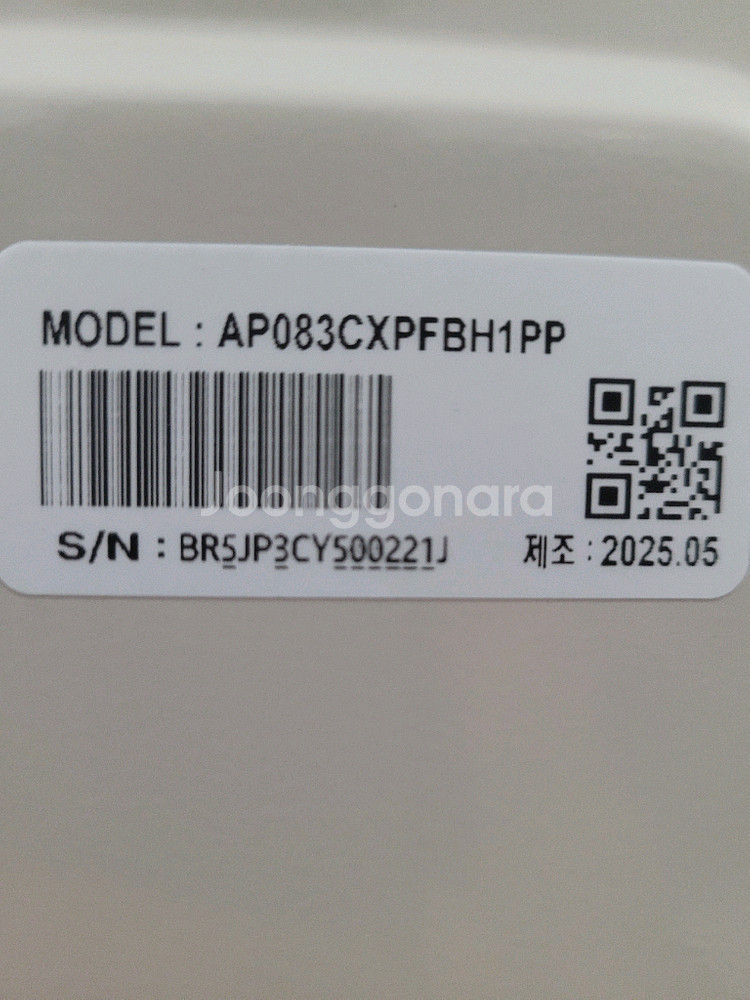 MODEL : AP083CXPFBH1PP
Joonggonara
S/N : BR5JP3CY500221J 제조 : 2025.05